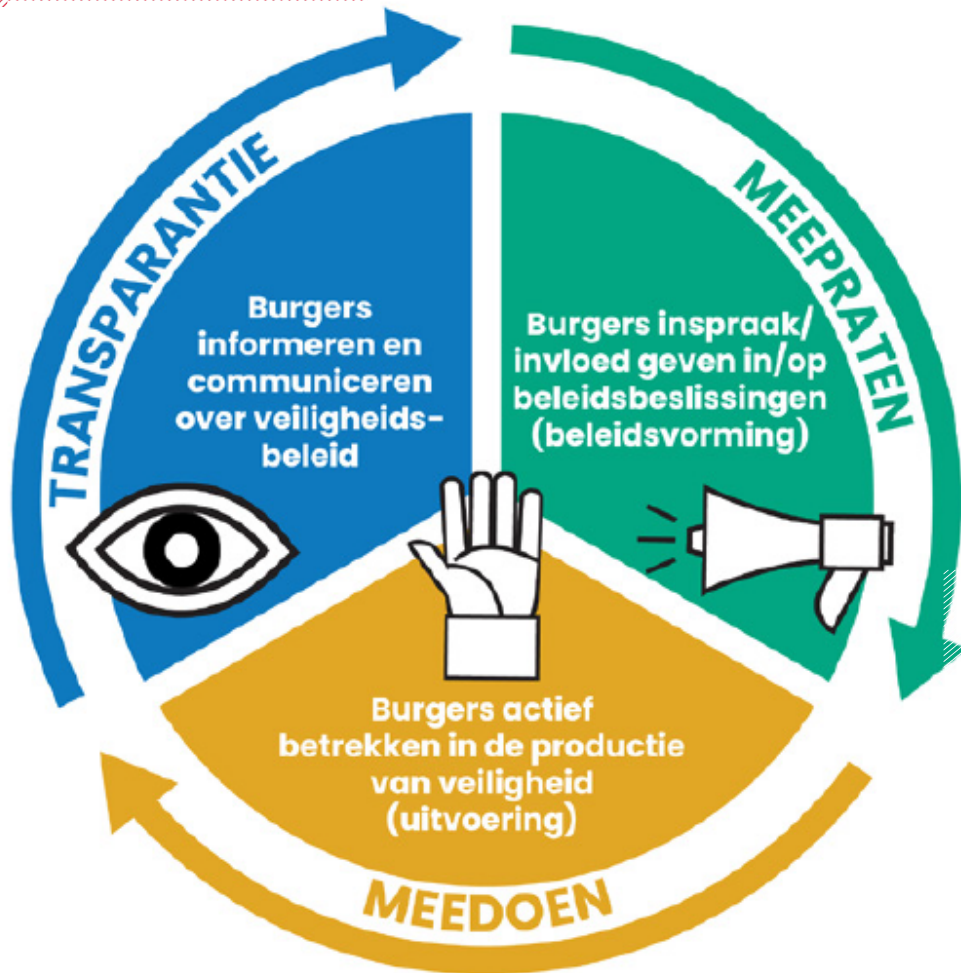 TRANSPARANTIE
Burgers
informeren en
communiceren
over veiligheids-
beleid
MEEPRATEN
Burgers inspraak/
invloed geven in/op
beleidsbeslissingen
(beleidsvorming)
Burgers actief
betrekken in de productie
van veiligheid
(uitvoering)
MEEDOEN